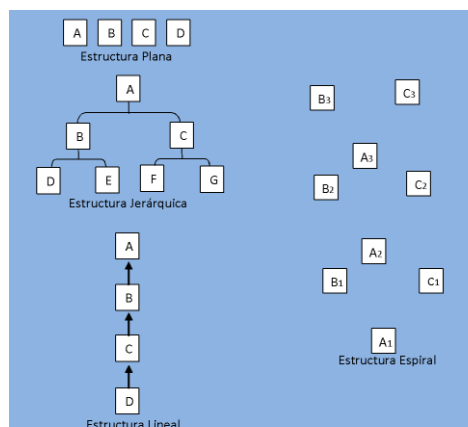 A B C D
Estructura Plana
A
B C
D E F G
Estructura Jerárquica
A
B
C
D
Estructura Lineal
B3 C3
A3
B2 C2
A2
B1 C1
A1
Estructura Espiral